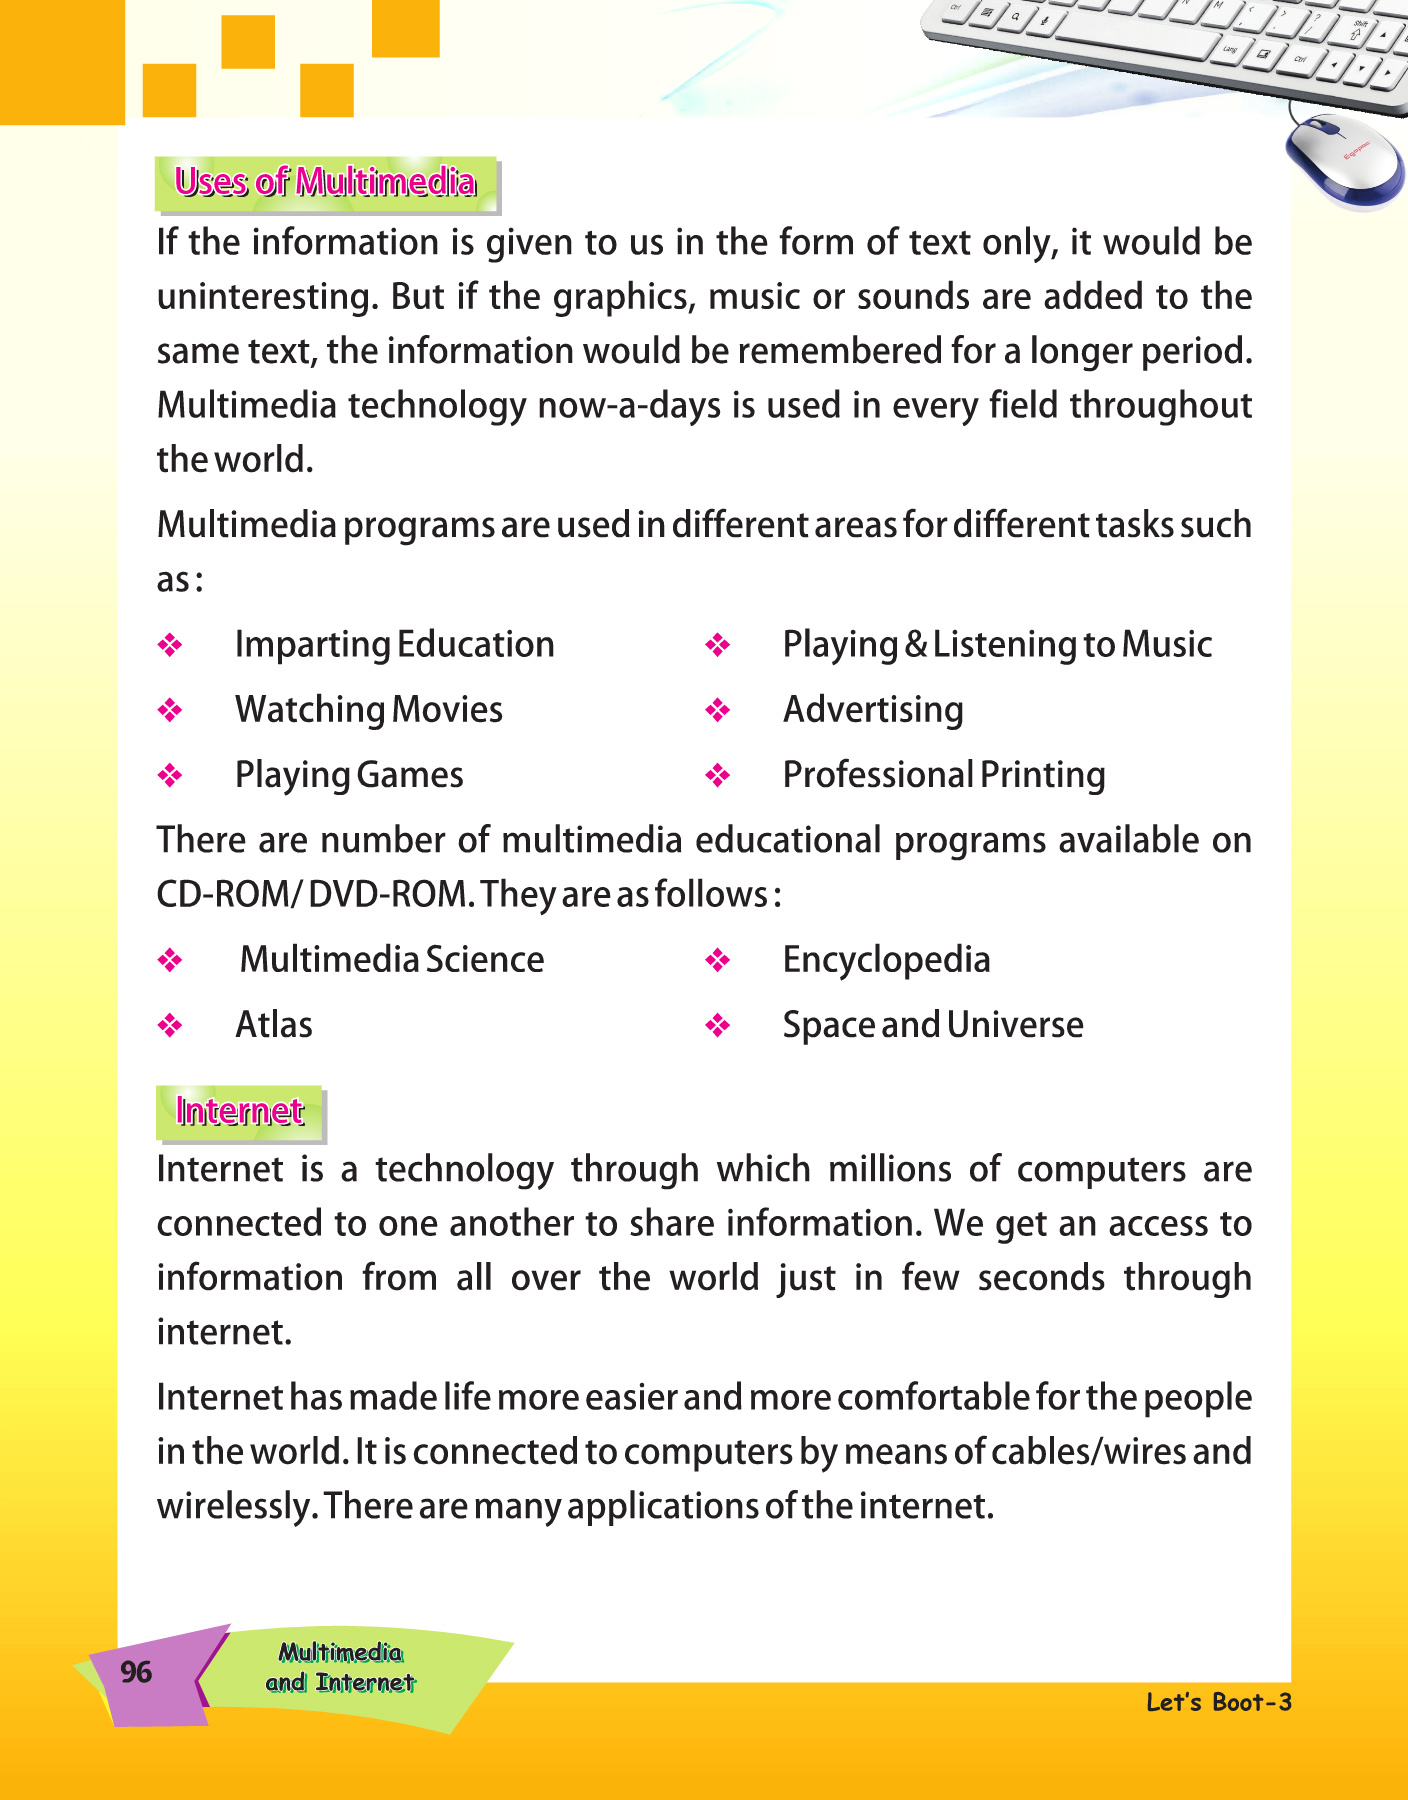 Uses of Multimedia
If the information is given to us in the form of text only, it would be
uninteresting. But if the graphics, music or sounds are added to the
same text, the information would be remembered for a longer period.
Multimedia technology now-a-days is used in every field throughout
the world.
Multimedia programs are used in different areas for different tasks such
as :
❖ Imparting Education ❖ Playing & Listening to Music
❖ Watching Movies ❖ Advertising
❖ Playing Games ❖ Professional Printing
There are number of multimedia educational programs available on
CD-ROM/ DVD-ROM. They are as follows :
❖ Multimedia Science ❖ Encyclopedia
❖ Atlas ❖ Space and Universe
Internet
Internet is a technology through which millions of computers are
connected to one another to share information. We get an access to
information from all over the world just in few seconds through
internet.
Internet has made life more easier and more comfortable for the people
in the world. It is connected to computers by means of cables/wires and
wirelessly. There are many applications of the internet.
96
Multimedia
and Internet
Let's Boot-3